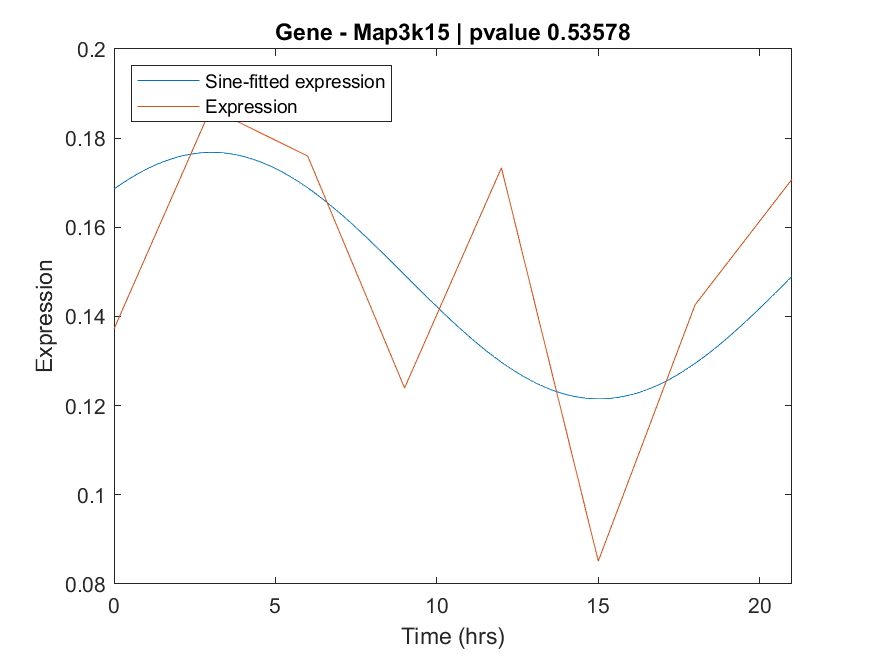 Gene - Map3k15 | pvalue 0.53578
0.2
Sine-fitted expression
Expression
0.18
0.16
0.14
0.12
0.1
0.08
Expression
0 5 10 15 20
Time (hrs)